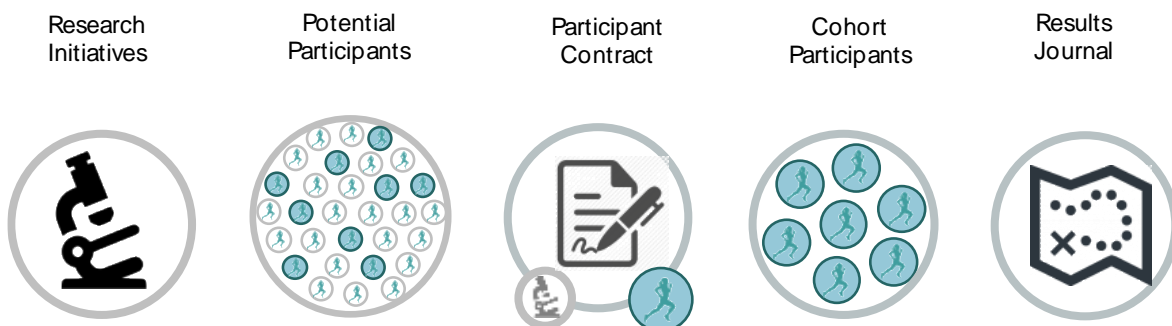 Research
Initiatives
Potential
Participants
Participant
Contract
Cohort
Participants
Results
Journal